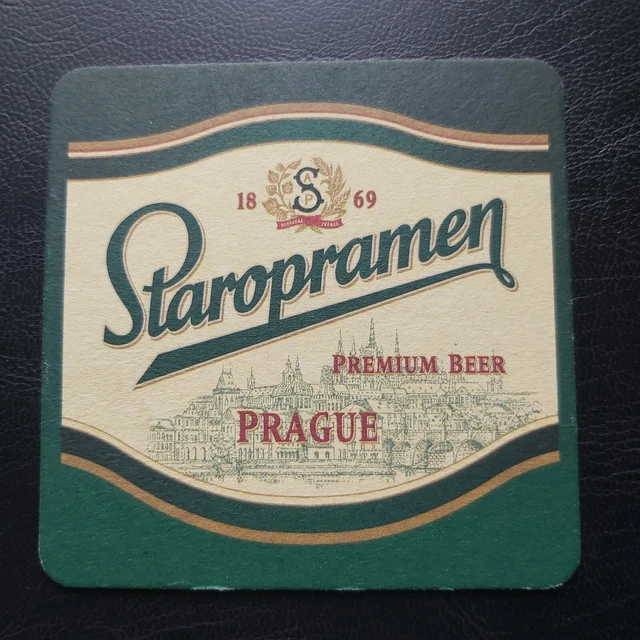 18 S 69
Staropramen
PREMIUM BEER
PRAGUE